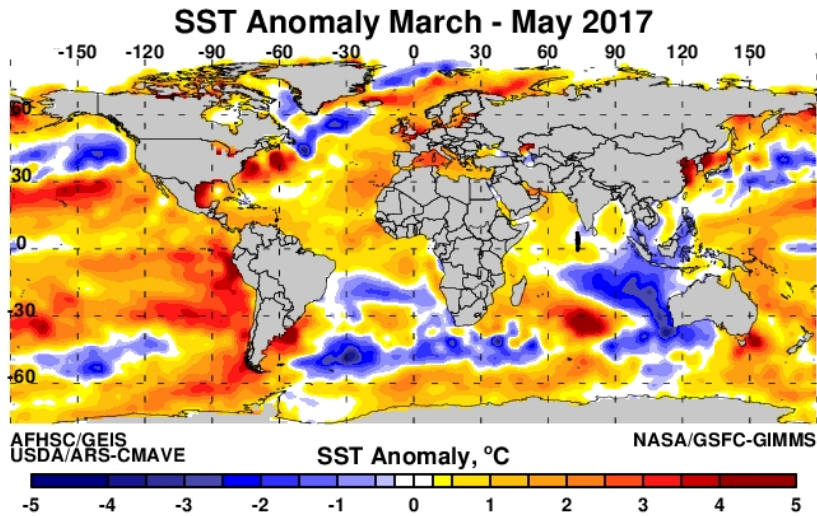 SST Anomaly March - May 2017
-150 -120 -90 -60 -30 0 30 60 90 120 150
60
30
0
-30
-60
AFHSC/GEIS
USDA/ARS-CMAVE
NASA/GSFC-GIMMS
SST Anomaly, °C
-5 -4 -3 -2 -1 0 1 2 3 4 5